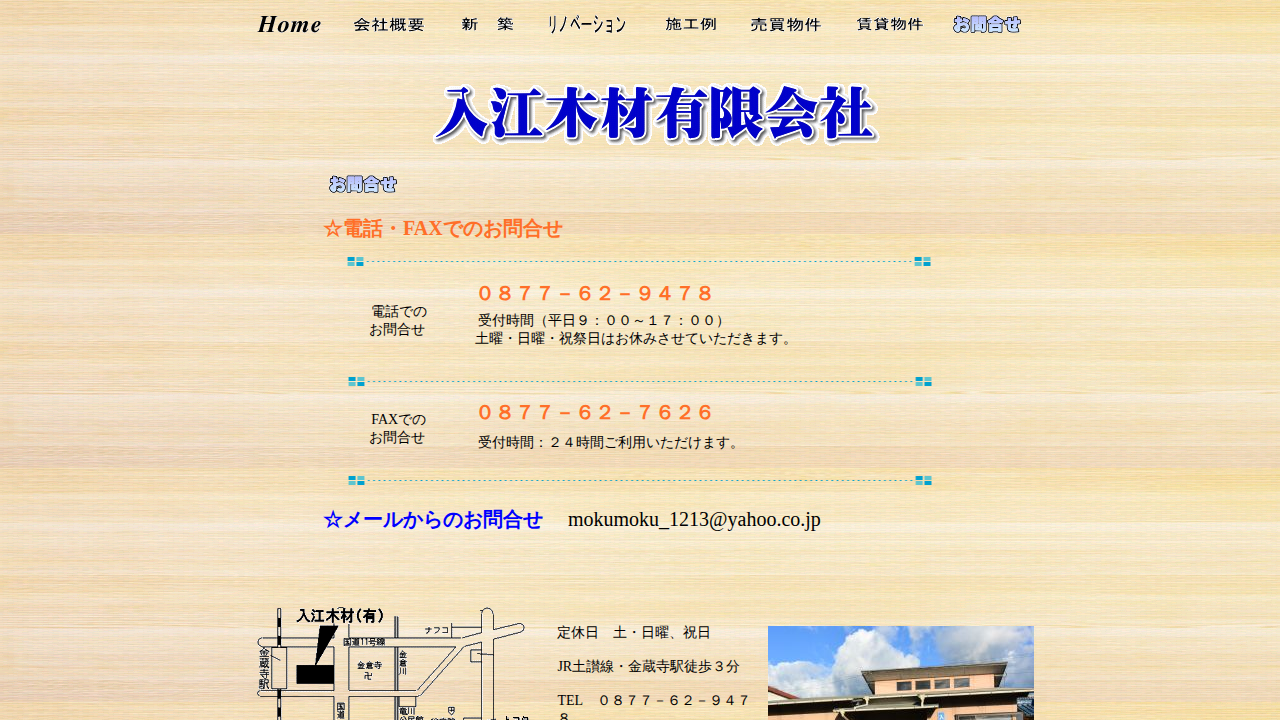 Home 会社概要 新　築 リノベーション 施工例 売買物件 賃貸物件 お問合せ
入江木材有限会社
お問合せ
☆電話・FAXでのお問合せ
０８７７－６２－９４７８
電話での
お問合せ
受付時間（平日９：００～１７：００）
土曜・日曜・祝祭日はお休みさせていただきます。
０８７７－６２－７６２６
FAXでの
お問合せ
受付時間：２４時間ご利用いただけます。
☆メールからのお問合せ　mokumoku_1213@yahoo.co.jp
入江木材(有)
ナフコ
国道11号線
金蔵寺駅
金倉寺
金倉川
国道
竜川
定休日　土・日曜、祝日
JR土讃線・金蔵寺駅徒歩３分
TEL　０８７７－６２－９４７
８